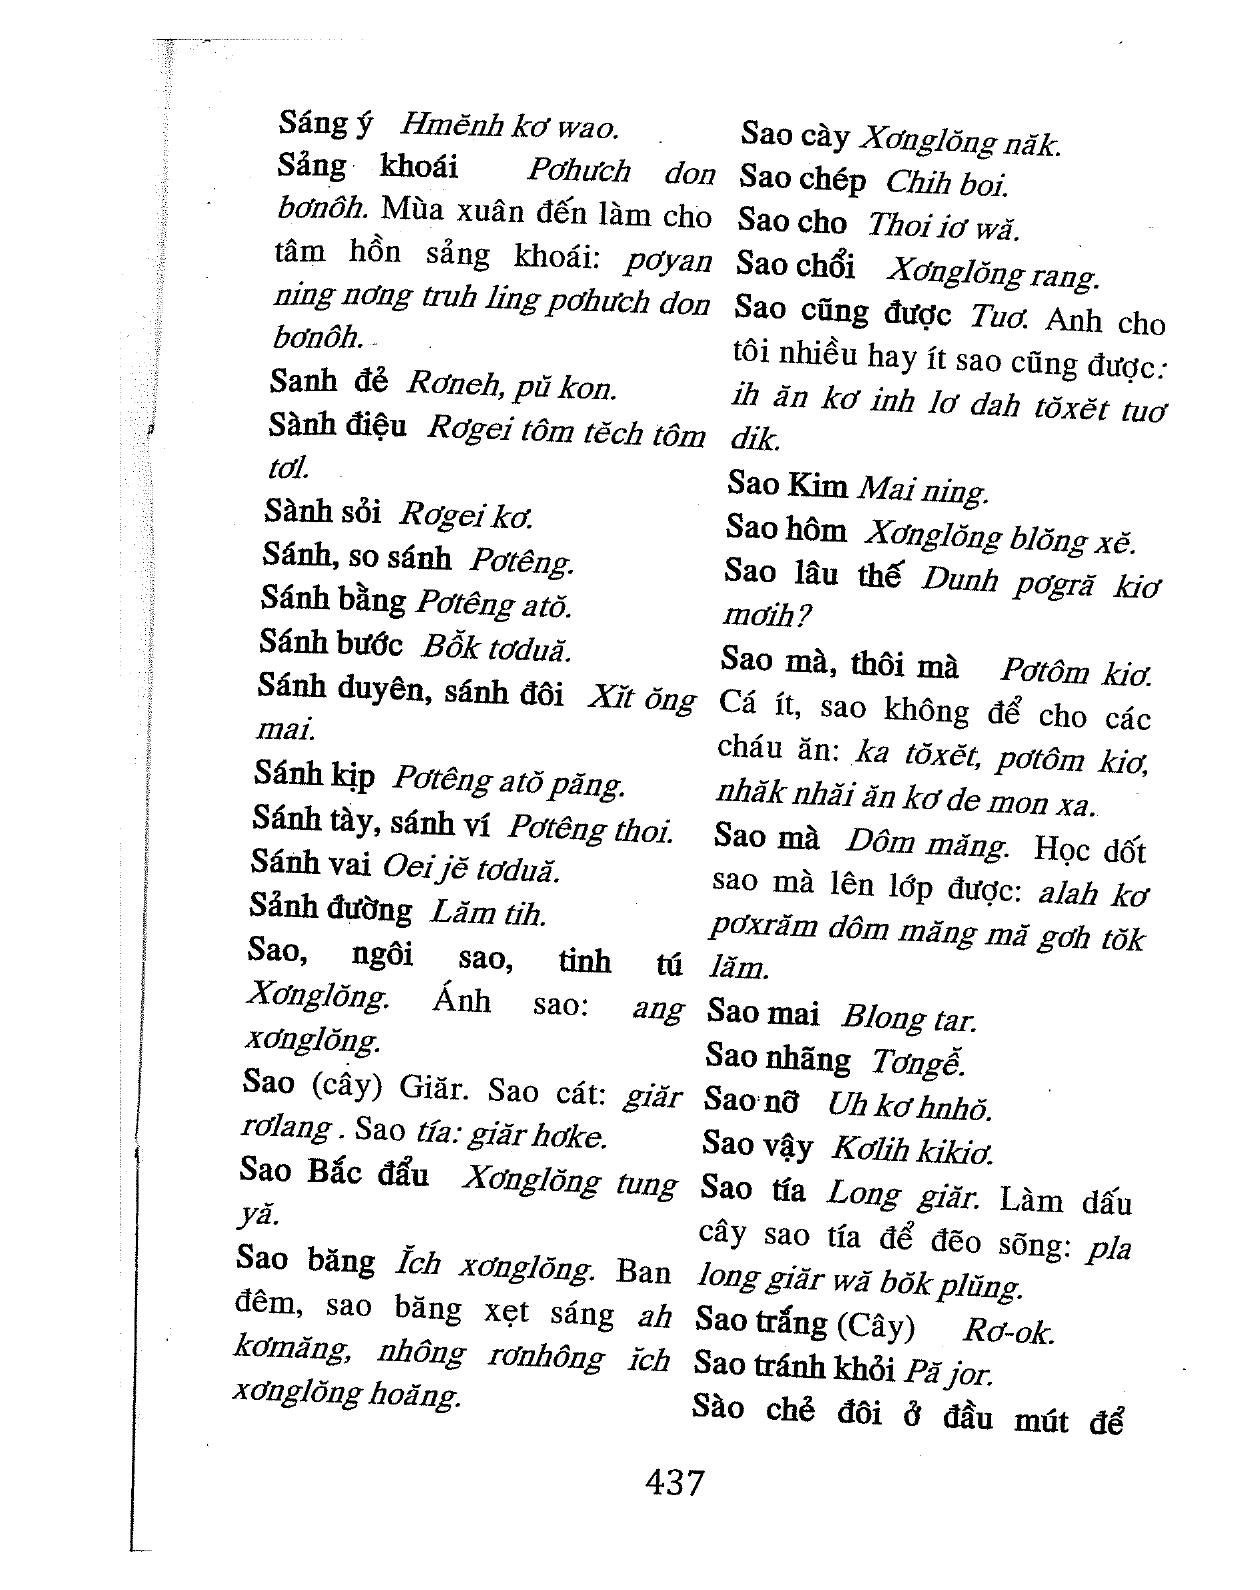 Sáng ý Hmĕnh kơ wao.
Sảng khoái Pơhưch don
bơnôh. Mùa xuân đến làm cho
tâm hồn sảng khoái: pơyan
ning nơng truh ling pơhưch don
bơnôh.
Sanh đẻ Rơneh, pŭ kon.
Sành điệu Rơgei tôm tĕch tôm
tơl.
Sành sỏi Rơgei kơ.
Sánh, so sánh Pơtêng.
Sánh bằng Pơtêng atŏ.
Sánh bước Bô̆k tơduă.
Sánh duyên, sánh đôi Xĭt ŏng
mai.
Sánh kịp Pơtêng atŏ păng.
Sánh tày, sánh ví Pơtêng thoi.
Sánh vai Oei jĕ tơduă.
Sảnh đường Lăm tih.
Sao, ngôi sao, tinh tú
Xơnglŏng. Ánh sao: ang
xơnglŏng.
Sao (cây) Giăr. Sao cát: giăr
rơlang . Sao tía: giăr hơke.
Sao Bắc đẩu Xơnglŏng tung
yă.
Sao băng Ĭch xơnglŏng. Ban
đêm, sao băng xẹt sáng ah
kơmăng, nhông rơnhông ĭch
xơnglŏng hoăng.
Sao cày Xơnglŏng năk.
Sao chép Chih boi.
Sao cho Thoi iơ wă.
Sao chổi Xơnglŏng rang.
Sao cũng được Tuơ. Anh cho
tôi nhiều hay ít sao cũng được:
ih ăn kơ inh lơ dah tŏxĕt tuơ
dik.
Sao Kim Mai ning.
Sao hôm Xơnglŏng blŏng xĕ.
Sao lâu thế Dunh pơgră kiơ
mơih?
Sao mà, thôi mà Pơtôm kiơ.
Cá ít, sao không để cho các
cháu ăn: ka tŏxĕt, pơtôm kiơ,
nhăk nhăi ăn kơ de mon xa.
Sao mà Dôm măng. Học dốt
sao mà lên lớp được: alah kơ
pơxrăm dôm măng mă gơh tŏk
lăm.
Sao mai Blong tar.
Sao nhãng Tơngê̆.
Sao nỡ Uh kơ hnhŏ.
Sao vậy Kơlih kikiơ.
Sao tía Long giăr. Làm dấu
cây sao tía để đẽo sõng: pla
long giăr wă bŏk plŭng.
Sao trắng (Cây) Rơ-ok.
Sao tránh khỏi Pă jor.
Sào chẻ đôi ở đầu mút để
437